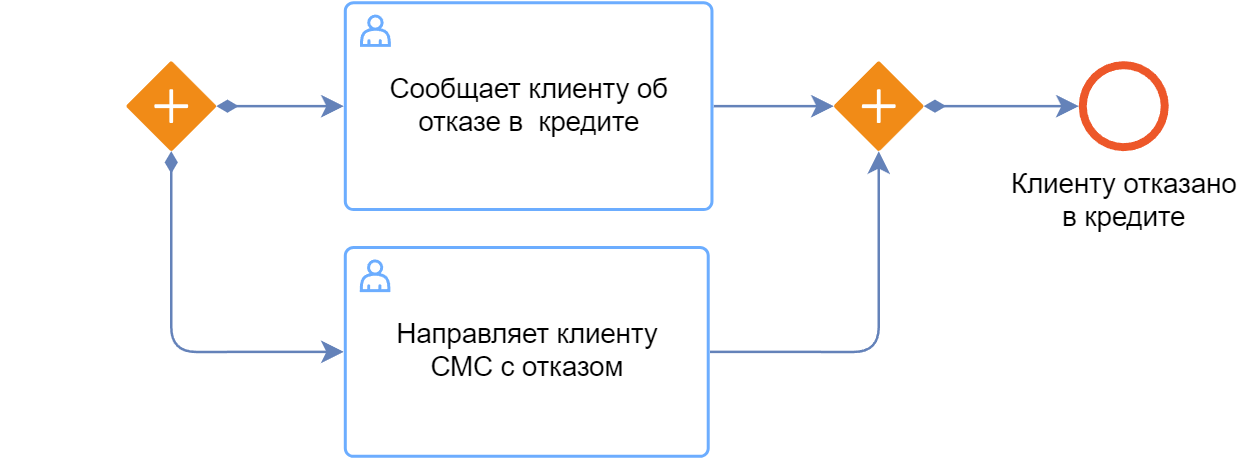 Сообщает клиенту об
отказе в кредите
Клиенту отказано
в кредите
Направляет клиенту
СМС с отказом